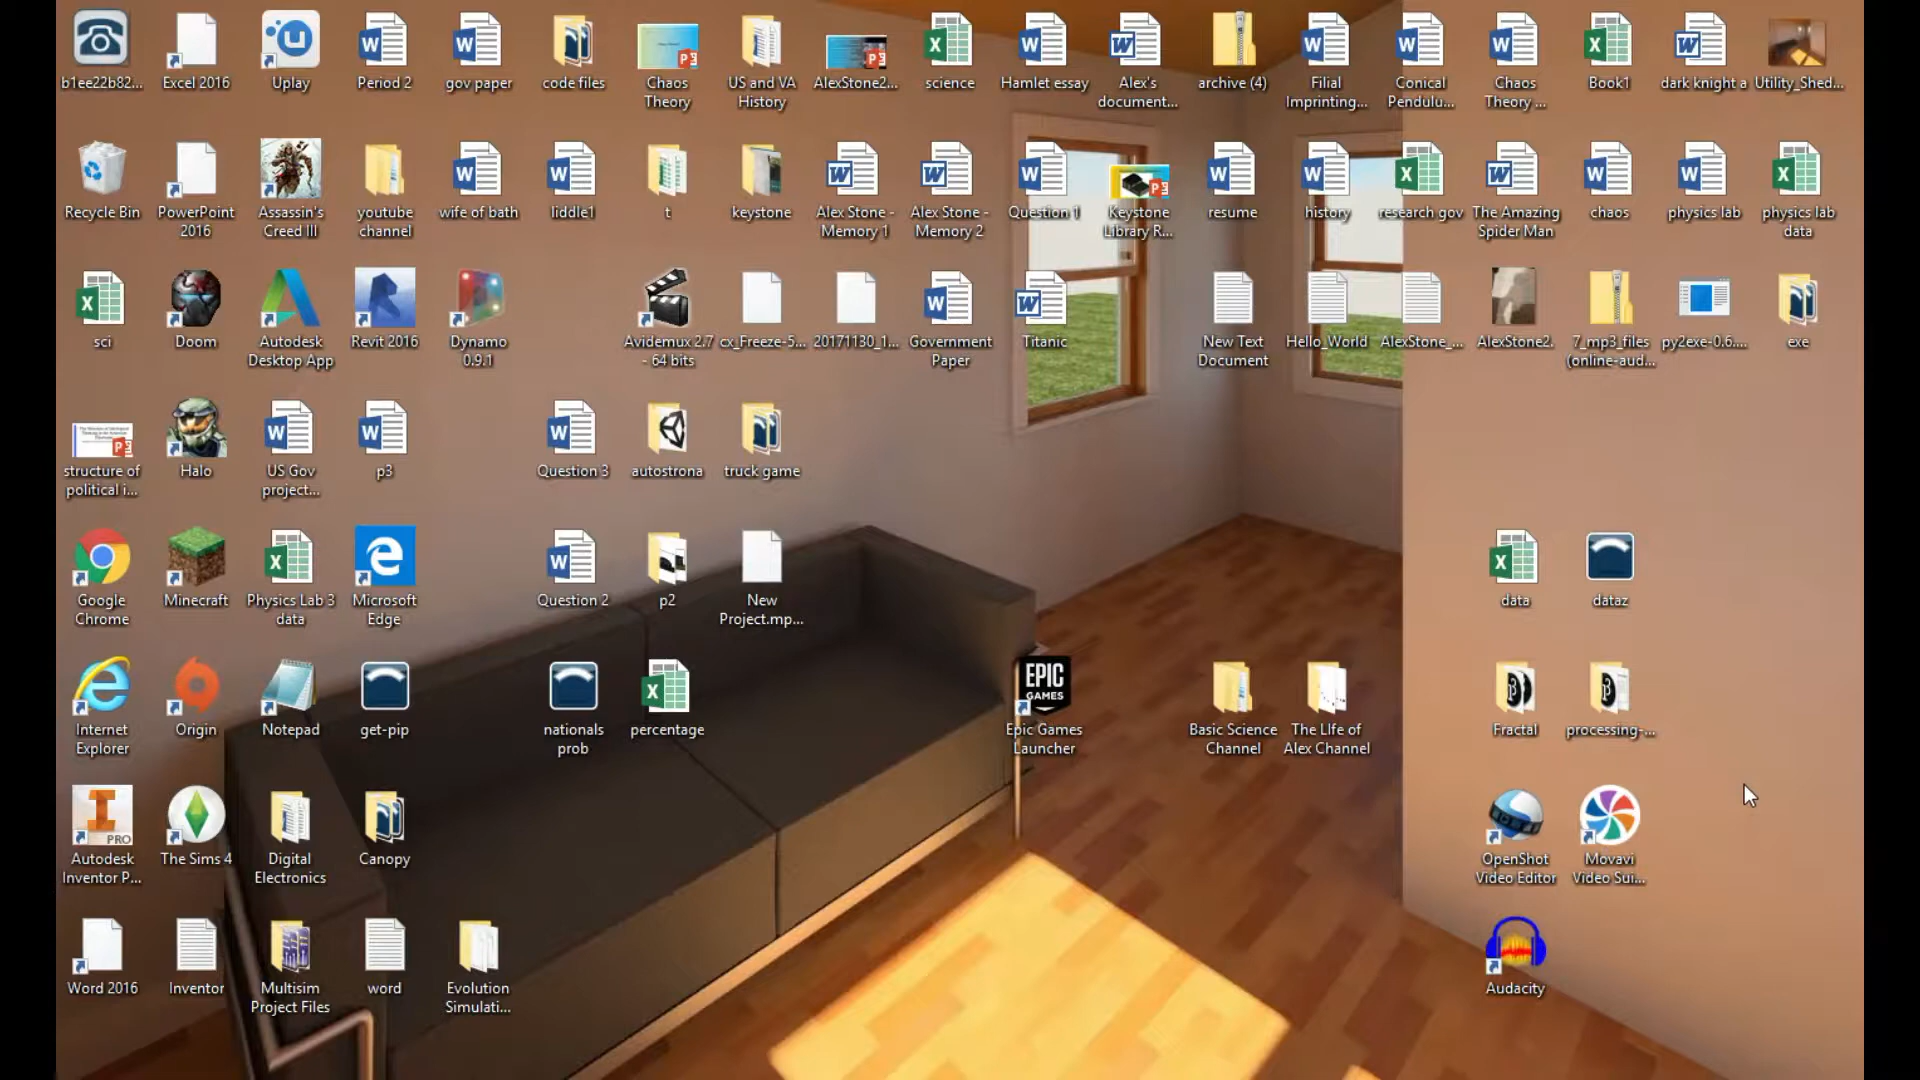 b1ee22b82...
Excel 2016
Uplay
Period 2
gov paper
code files
Chaos
Theory
US and VA
History
AlexStone2...
science
Hamlet essay
Alex's
document...
archive (4)
Filial
Imprinting...
Conical
Pendulu...
Chaos
Theory ...
Book1
dark knight a
Utility_Shed...
Recycle Bin
PowerPoint
2016
Assassin's
Creed III
youtube
channel
wife of bath
liddle1
t
keystone
Alex Stone -
Memory 1
Alex Stone -
Memory 2
Question 1
Keystone
Library R...
resume
history
research gov
The Amazing
Spider Man
chaos
physics lab
physics lab
data
sci
Doom
Autodesk
Desktop App
Revit 2016
Dynamo
0.9.1
Avidemux 2.7
- 64 bits
cx_Freeze-5...
20171130_1...
Government
Paper
Titanic
New Text
Document
Hello_World
AlexStone_...
AlexStone2.
7_mp3_files
(online-aud...
py2exe-0.6....
exe
structure of
political i...
Halo
US Gov
project...
p3
Question 3
autostrona
truck game
Google
Chrome
Minecraft
Physics Lab 3
data
Microsoft
Edge
Question 2
p2
New
Project.mp...
data
dataz
Internet
Explorer
Origin
Notepad
get-pip
nationals
prob
percentage
EPIC
GAMES
Epic Games
Launcher
Basic Science
Channel
The LIfe of
Alex Channel
Fractal
processing-...
PRO
Autodesk
Inventor P...
The Sims 4
Digital
Electronics
Canopy
OpenShot
Video Editor
Movavi
Video Sui...
Word 2016
Inventor
Multisim
Project Files
word
Evolution
Simulati...
Audacity